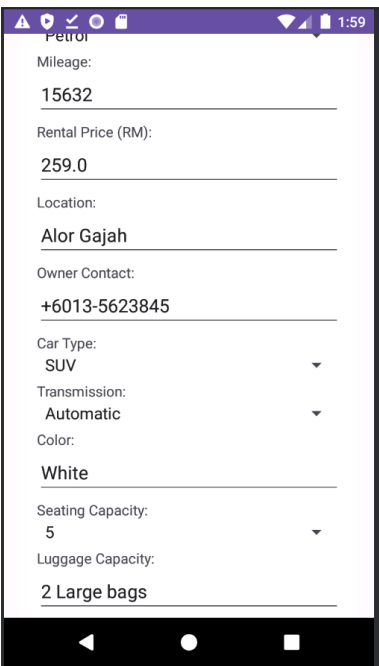 1:59
Petrol
Mileage:
15632
Rental Price (RM):
259.0
Location:
Alor Gajah
Owner Contact:
+6013-5623845
Car Type:
SUV
Transmission:
Automatic
Color:
White
Seating Capacity:
5
Luggage Capacity:
2 Large bags